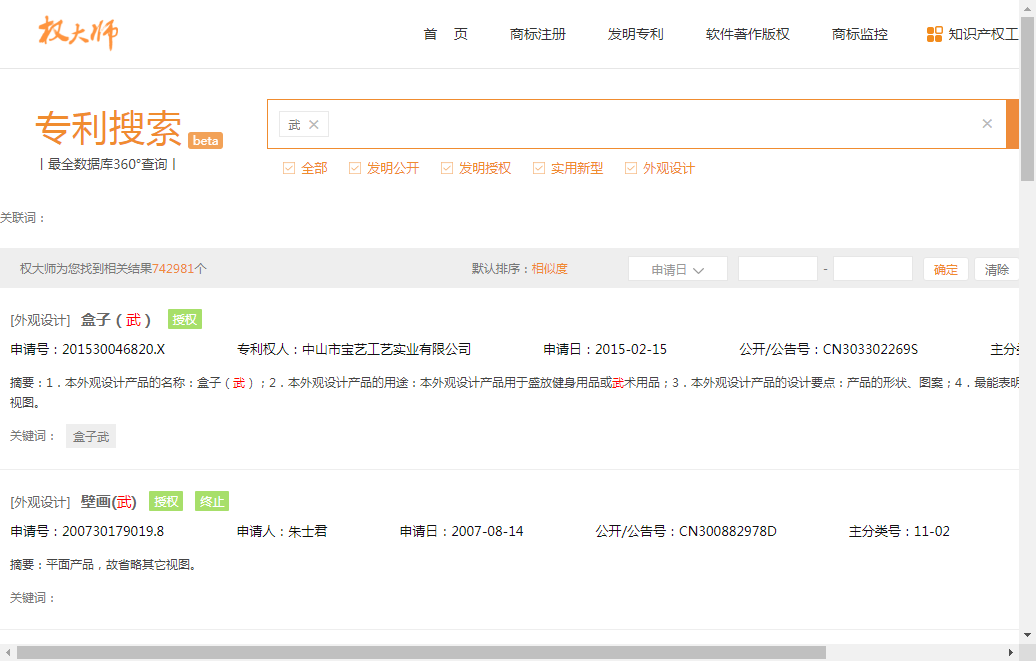 权大师
首 页 商标注册 发明专利 软件著作版权 商标监控 知识产权工
专利搜索 beta
最全数据库360°查询
武
全部 发明公开 发明授权 实用新型 外观设计
关联词：
权大师为您找到相关结果742981个 默认排序：相似度 申请日 - 确定 清除
[外观设计] 盒子（武） 授权
申请号：201530046820.X 专利权人：中山市宝艺工艺实业有限公司 申请日：2015-02-15 公开/公告号：CN303302269S 主分
摘要：1．本外观设计产品的名称：盒子（武）；2．本外观设计产品的用途：本外观设计产品用于盛放健身用品或武术用品；3．本外观设计产品的设计要点：产品的形状、图案；4．最能表明
视图。
关键词： 盒子武
[外观设计] 壁画(武) 授权 终止
申请号：200730179019.8 申请人：朱士君 申请日：2007-08-14 公开/公告号：CN300882978D 主分类号：11-02
摘要：平面产品，故省略其它视图。
关键词：